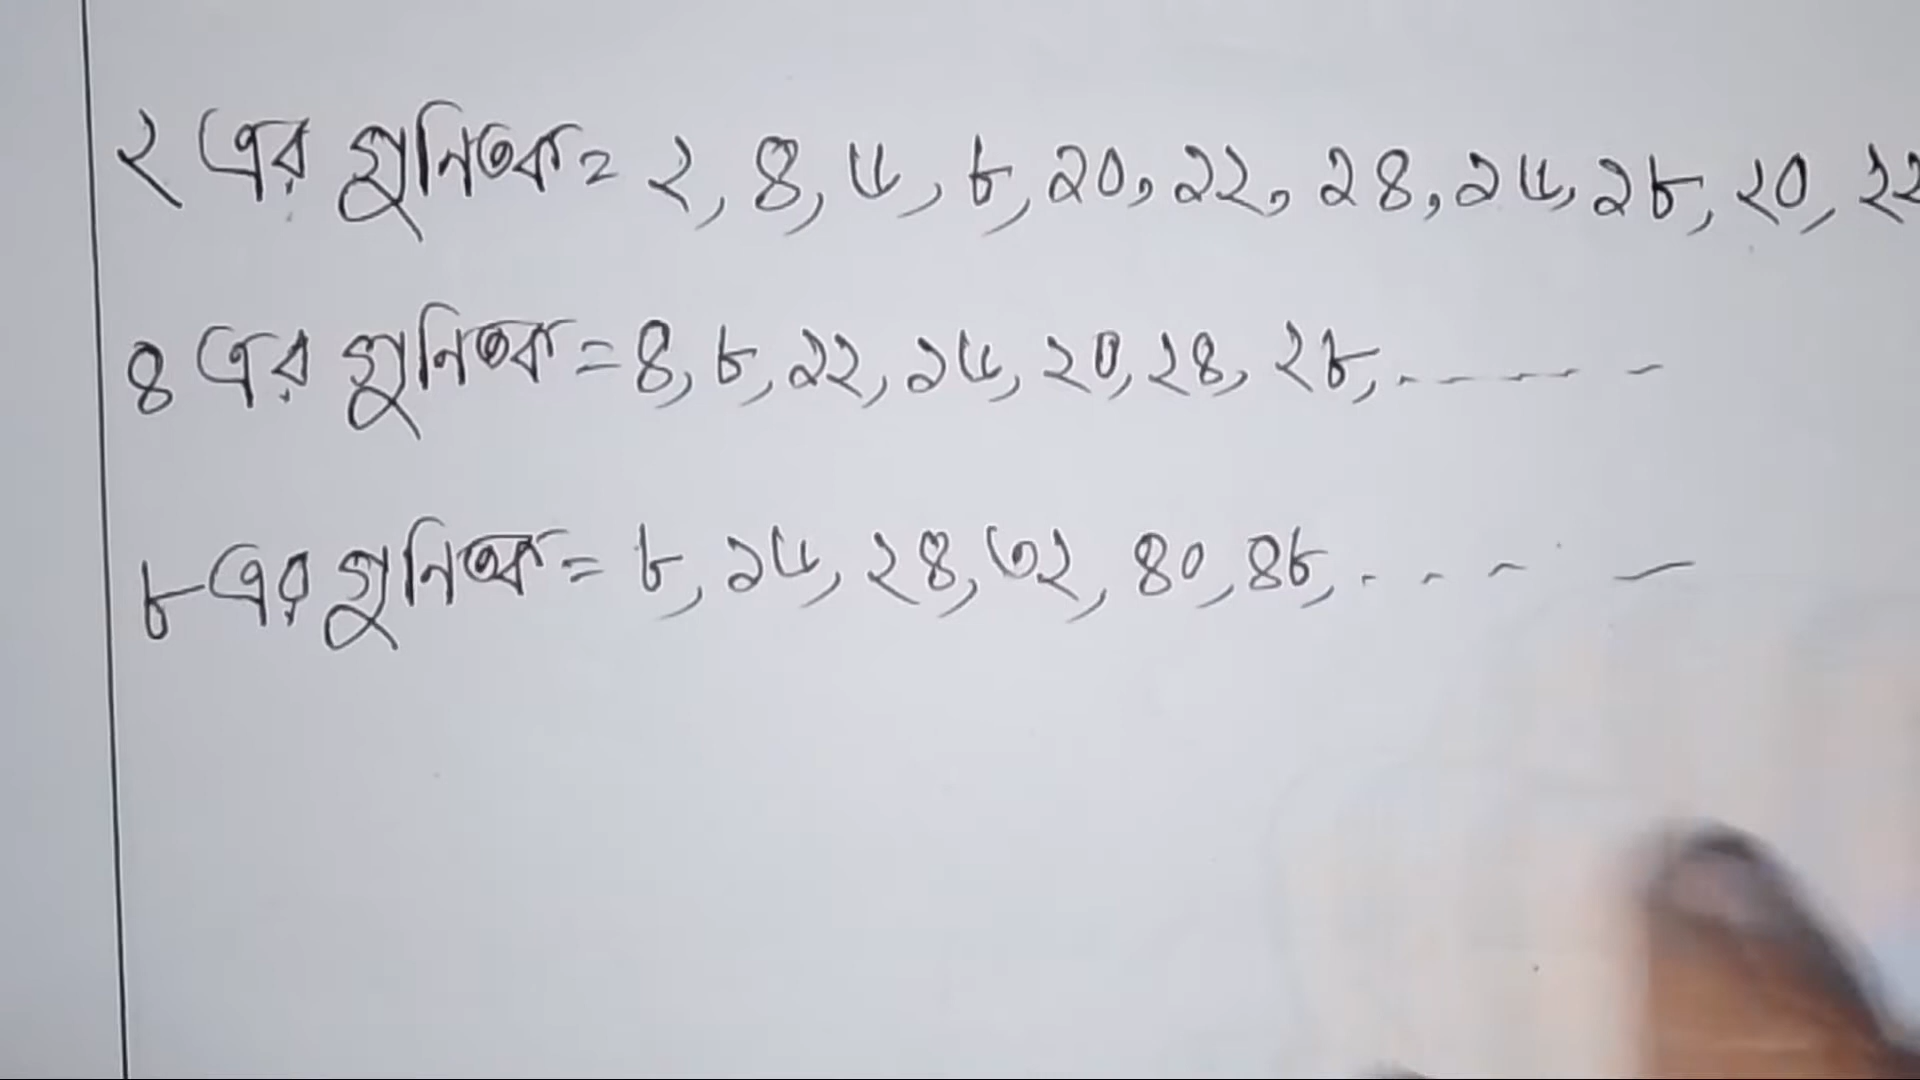 ২ এর গুনিতক = ২, ৪, ৬, ৮, ১০, ১২, ১৪, ১৬, ১৮, ২০, ২২
৪ এর গুনিতক = ৪, ৮, ১২, ১৬, ২০, ২৪, ২৮, .......
৮ এর গুনিতক = ৮, ১৬, ২৪, ৩২, ৪০, ৪৮, .......